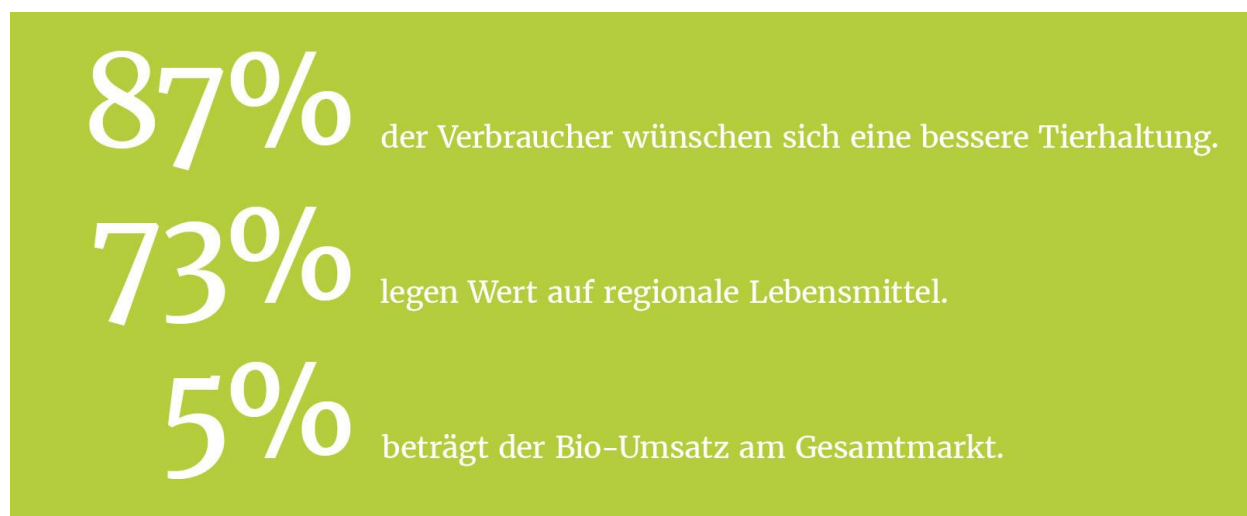 87% der Verbraucher wünschen sich eine bessere Tierhaltung.
73% legen Wert auf regionale Lebensmittel.
5% beträgt der Bio-Umsatz am Gesamtmarkt.